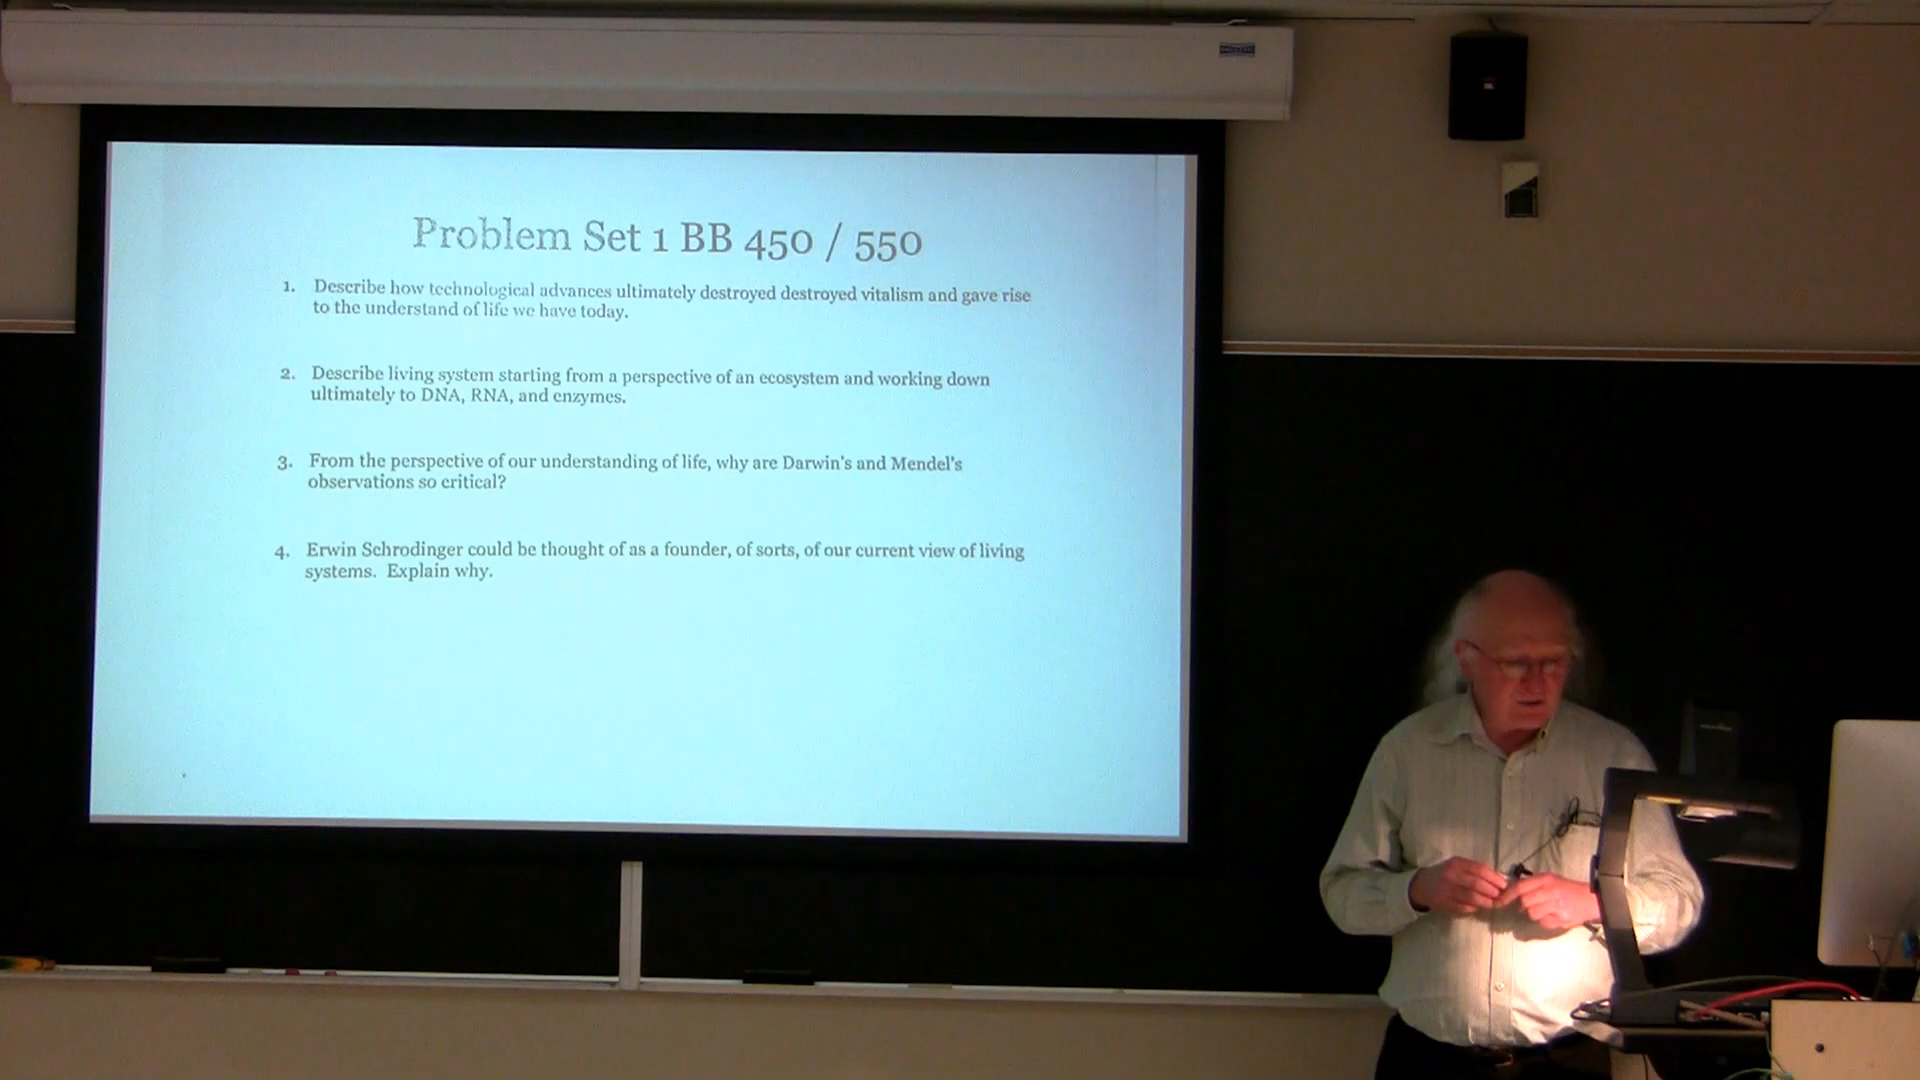 Problem Set 1 BB 450 / 550
1. Describe how technological advances ultimately destroyed destroyed vitalism and gave rise
to the understand of life we have today.
2. Describe living system starting from a perspective of an ecosystem and working down
ultimately to DNA, RNA, and enzymes.
3. From the perspective of our understanding of life, why are Darwin's and Mendel's
observations so critical?
4. Erwin Schrodinger could be thought of as a founder, of sorts, of our current view of living
systems. Explain why.